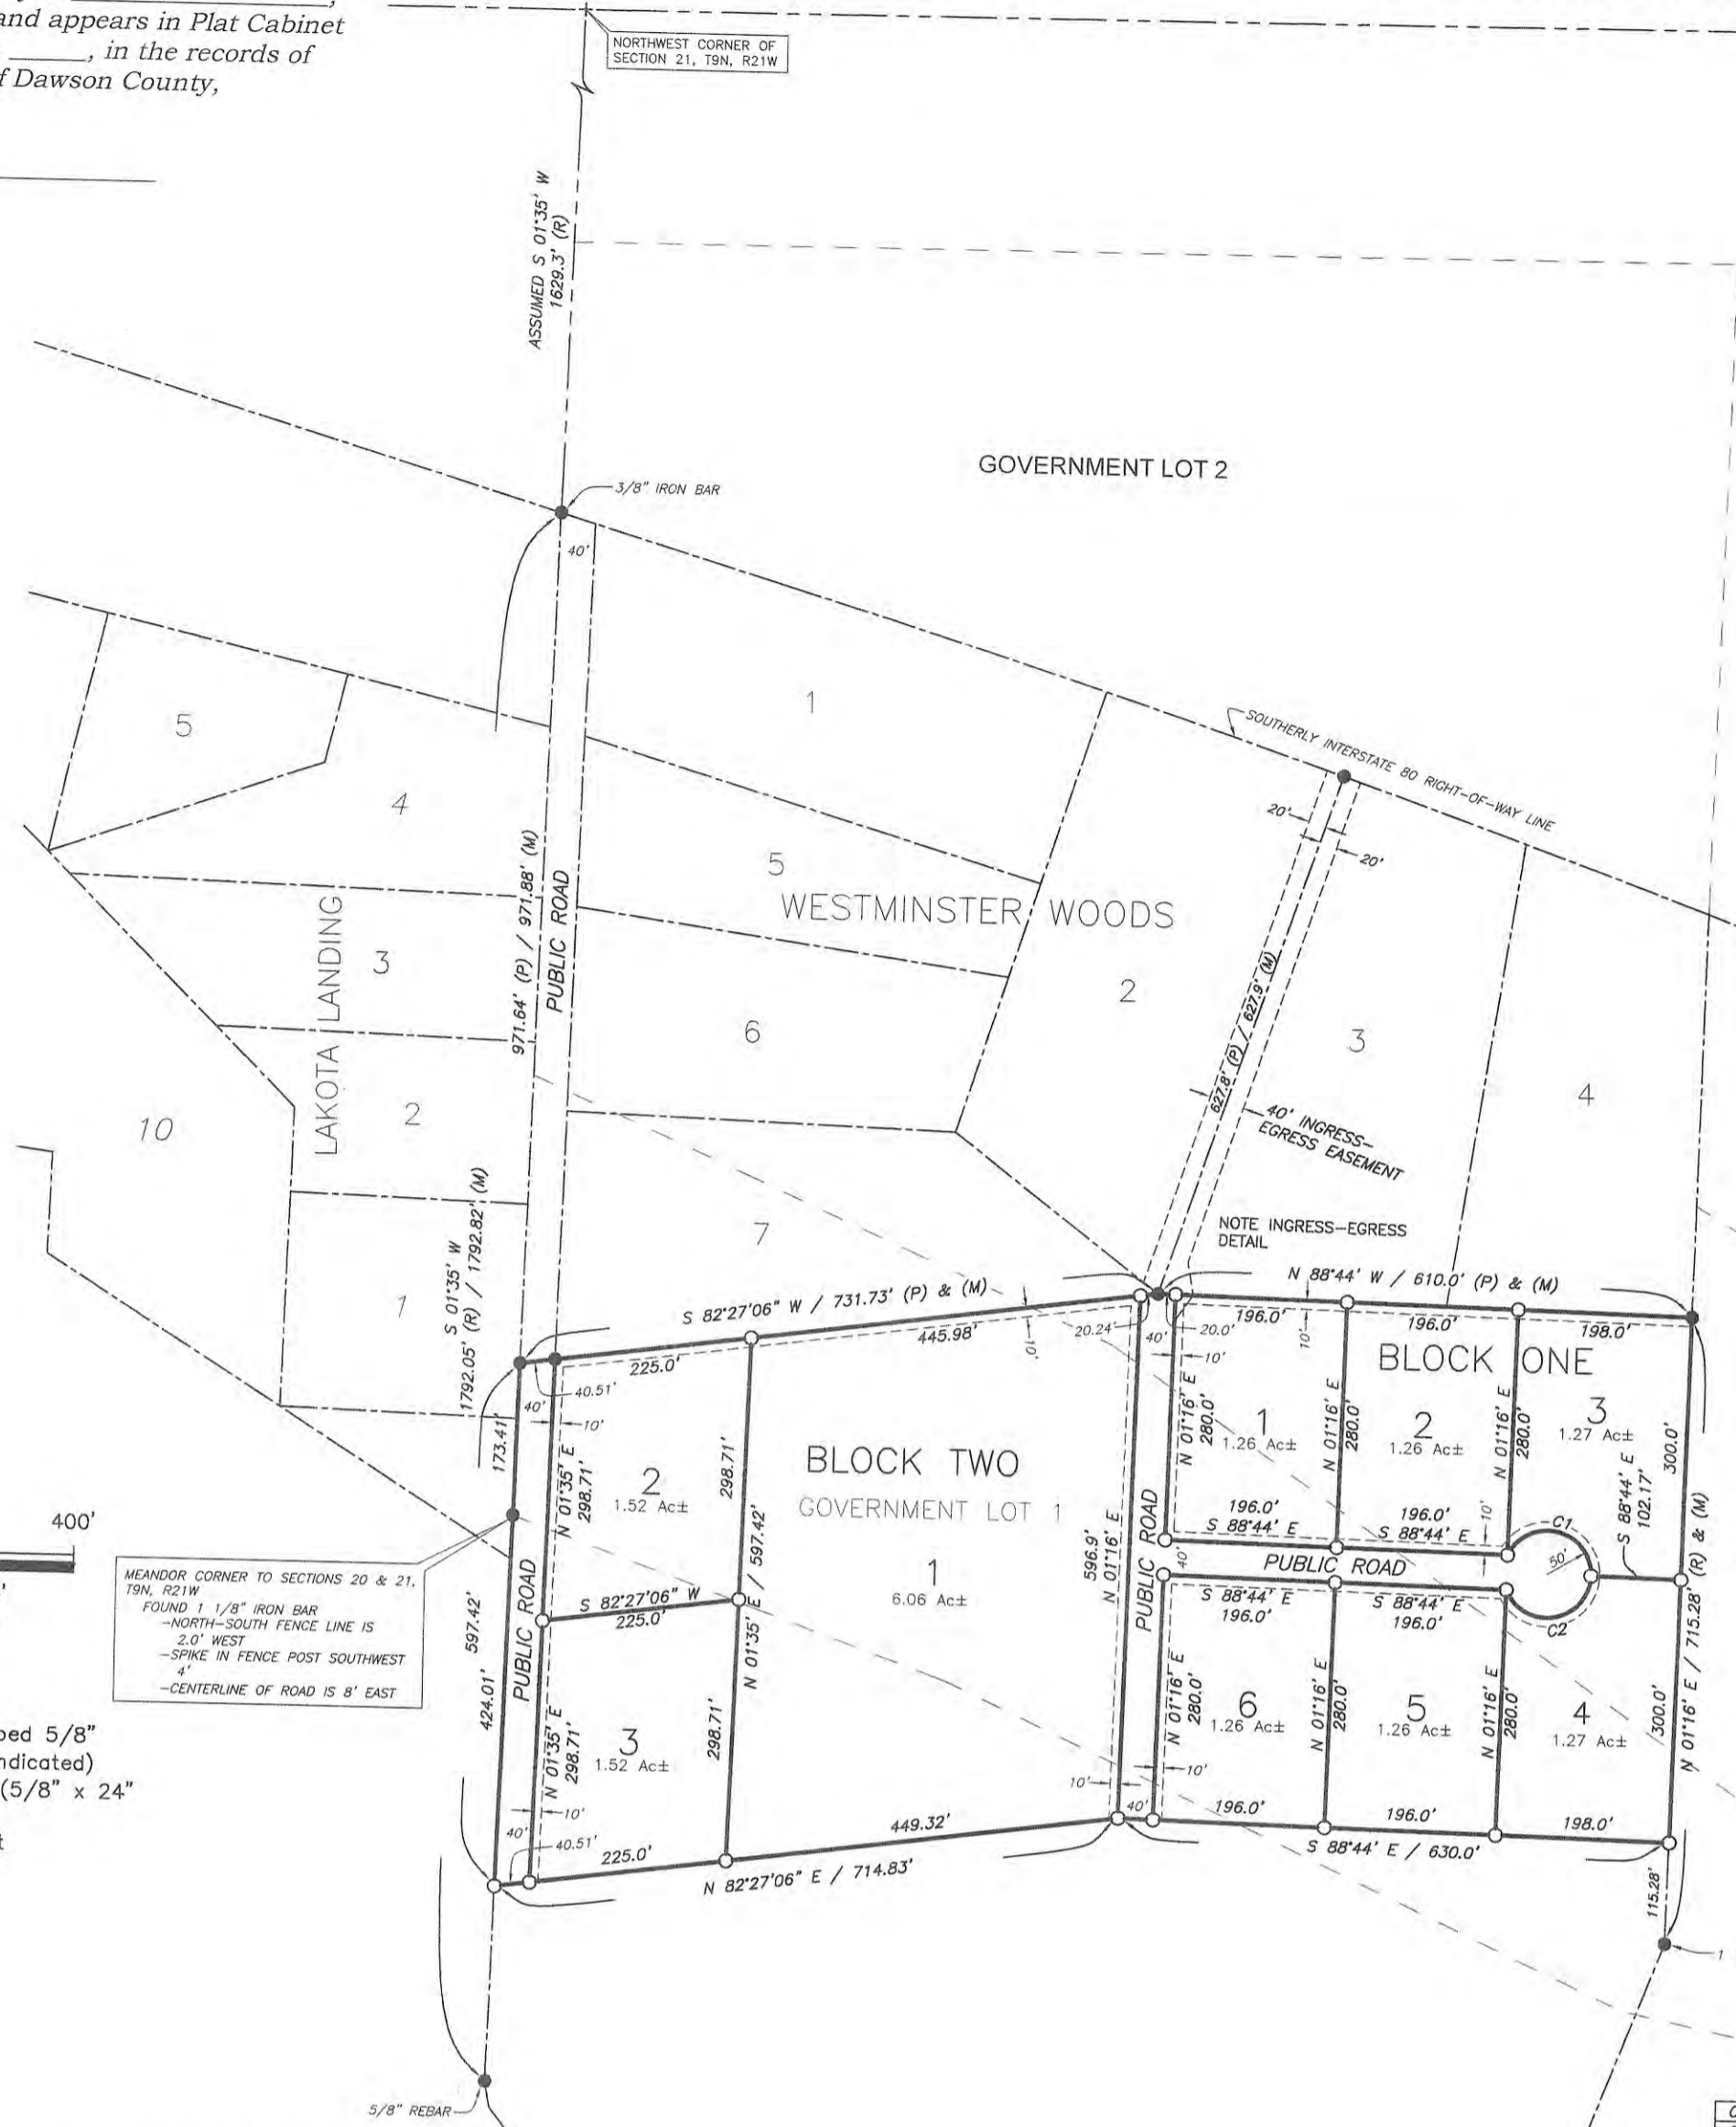 and appears in Plat Cabinet
, in the records of
f Dawson County,
NORTHWEST CORNER OF
SECTION 21, T9N, R21W
ASSUMED S 01°35' W
1629.3' (R)
GOVERNMENT LOT 2
3/8" IRON BAR
40'
1
5
4
SOUTHERLY INTERSTATE 80 RIGHT-OF-WAY LINE
20'
20'
5
WESTMINSTER WOODS
971.64' (P) / 971.88' (M)
PUBLIC ROAD
LAKOTA LANDING
3
2
6
3
627.8' (P) / 627.9' (M)
4
10
2
40' INGRESS-
EGRESS EASEMENT
7
NOTE INGRESS-EGRESS
DETAIL
1
S 01°35' W
1792.05' (R) / 1792.82' (M)
S 82°27'06" W / 731.73' (P) & (M)
N 88°44' W / 610.0' (P) & (M)
225.0'
445.98'
10'
20.24'
40'
20.0'
196.0'
10'
196.0'
198.0'
40.51'
40'
10'
10'
BLOCK ONE
173.41'
N 01°35' E
298.71'
2
1.52 Ac±
298.71'
BLOCK TWO
GOVERNMENT LOT 1
1
6.06 Ac±
N 01°16' E
280.0'
1
1.26 Ac±
N 01°16' E
280.0'
2
1.26 Ac±
N 01°16' E
280.0'
3
1.27 Ac±
300.0'
S 88°44' E
102.17'
196.0'
S 88°44' E
196.0'
S 88°44' E
10'
C1
50'
C2
PUBLIC ROAD
40'
596.9'
N 01°16' E
PUBLIC ROAD
400'
'
MEANDOR CORNER TO SECTIONS 20 & 21,
T9N, R21W
FOUND 1 1/8" IRON BAR
-NORTH-SOUTH FENCE LINE IS
2.0' WEST
-SPIKE IN FENCE POST SOUTHWEST
4'
-CENTERLINE OF ROAD IS 8' EAST
S 82°27'06" W
225.0'
N 01°35' E / 597.42'
S 88°44' E
196.0'
S 88°44' E
196.0'
597.42'
424.01'
PUBLIC ROAD
N 01°35' E
298.71'
3
1.52 Ac±
298.71'
N 01°16' E
280.0'
6
1.26 Ac±
N 01°16' E
280.0'
5
1.26 Ac±
N 01°16' E
280.0'
4
1.27 Ac±
300.0'
N 01°16' E / 715.28' (R) & (M)
ped 5/8"
ndicated)
(5/8" x 24"
t
10'
40'
40.51'
225.0'
449.32'
N 82°27'06" E / 714.83'
10'
10'
40'
196.0'
196.0'
198.0'
S 88°44' E / 630.0'
115.28'
1
5/8" REBAR